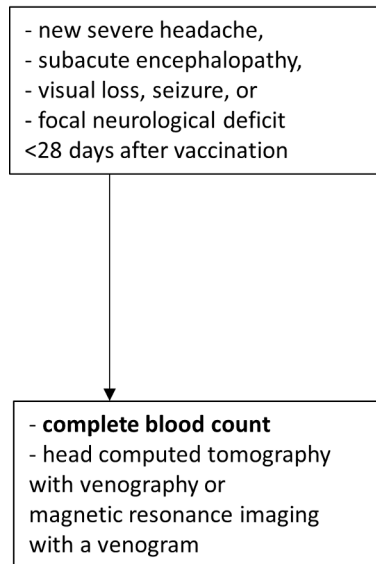 - new severe headache,
- subacute encephalopathy,
- visual loss, seizure, or
- focal neurological deficit
<28 days after vaccination
- complete blood count
- head computed tomography
with venography or
magnetic resonance imaging
with a venogram